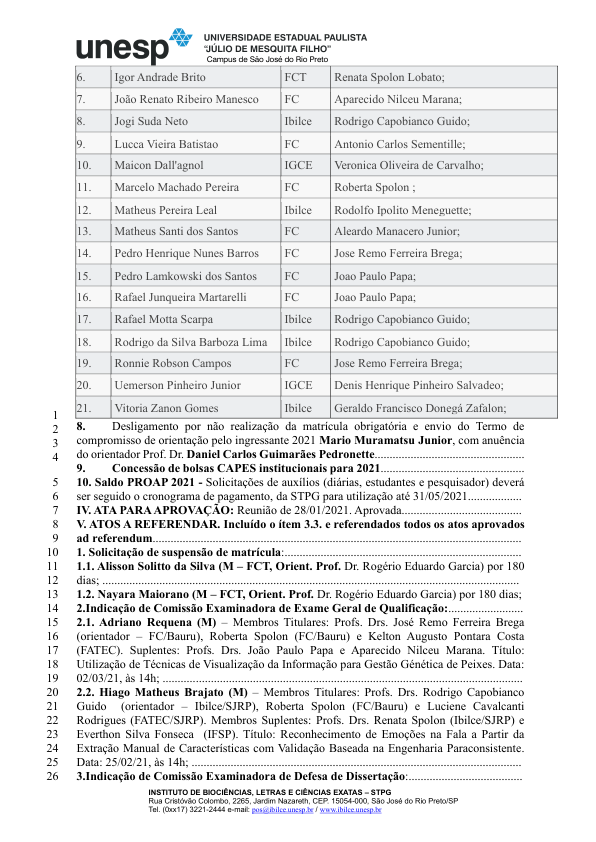 unesp
UNIVERSIDADE ESTADUAL PAULISTA
“JÚLIO DE MESQUITA FILHO”
Campus de São José do Rio Preto
6. Igor Andrade Brito FCT Renata Spolon Lobato;
7. João Renato Ribeiro Manesco FC Aparecido Nilceu Marana;
8. Jogi Suda Neto Ibilce Rodrigo Capobianco Guido;
9. Lucca Vieira Batistao FC Antonio Carlos Sementille;
10. Maicon Dall'agnol IGCE Veronica Oliveira de Carvalho;
11. Marcelo Machado Pereira FC Roberta Spolon ;
12. Matheus Pereira Leal Ibilce Rodolfo Ipolito Meneguette;
13. Matheus Santi dos Santos FC Aleardo Manacero Junior;
14. Pedro Henrique Nunes Barros FC Jose Remo Ferreira Brega;
15. Pedro Lamkowski dos Santos FC Joao Paulo Papa;
16. Rafael Junqueira Martarelli FC Joao Paulo Papa;
17. Rafael Motta Scarpa Ibilce Rodrigo Capobianco Guido;
18. Rodrigo da Silva Barboza Lima Ibilce Rodrigo Capobianco Guido;
19. Ronnie Robson Campos FC Jose Remo Ferreira Brega;
20. Uemerson Pinheiro Junior IGCE Denis Henrique Pinheiro Salvadeo;
21. Vitoria Zanon Gomes Ibilce Geraldo Francisco Donegá Zafalon;
1
2 8. Desligamento por não realização da matrícula obrigatória e envio do Termo de
3 compromisso de orientação pelo ingressante 2021 Mario Muramatsu Junior, com anuência
4 do orientador Prof. Dr. Daniel Carlos Guimarães Pedronette..................................................
9. Concessão de bolsas CAPES institucionais para 2021...............................................
5 10. Saldo PROAP 2021 - Solicitações de auxílios (diárias, estudantes e pesquisador) deverá
6 ser seguido o cronograma de pagamento, da STPG para utilização até 31/05/2021..................
7 IV. ATA PARA APROVAÇÃO: Reunião de 28/01/2021. Aprovada........................................
8 V. ATOS A REFERENDAR. Incluído o ítem 3.3. e referendados todos os atos aprovados
9 ad referendum............................................................................................................................
10 1. Solicitação de suspensão de matrícula:................................................................................
11 1.1. Alisson Solitto da Silva (M – FCT, Orient. Prof. Dr. Rogério Eduardo Garcia) por 180
12 dias; ...........................................................................................................................................
13 1.2. Nayara Maiorano (M – FCT, Orient. Prof. Dr. Rogério Eduardo Garcia) por 180 dias;
14 2.Indicação de Comissão Examinadora de Exame Geral de Qualificação:.........................
15 2.1. Adriano Requena (M) – Membros Titulares: Profs. Drs. José Remo Ferreira Brega
16 (orientador – FC/Bauru), Roberta Spolon (FC/Bauru) e Kelton Augusto Pontara Costa
17 (FATEC). Suplentes: Profs. Drs. João Paulo Papa e Aparecido Nilceu Marana. Título:
18 Utilização de Técnicas de Visualização da Informação para Gestão Génética de Peixes. Data:
19 02/03/21, às 14h; .........................................................................................................................
20 2.2. Hiago Matheus Brajato (M) – Membros Titulares: Profs. Drs. Rodrigo Capobianco
21 Guido (orientador – Ibilce/SJRP), Roberta Spolon (FC/Bauru) e Luciene Cavalcanti
22 Rodrigues (FATEC/SJRP). Membros Suplentes: Profs. Drs. Renata Spolon (Ibilce/SJRP) e
23 Everthon Silva Fonseca (IFSP). Título: Reconhecimento de Emoções na Fala a Partir da
24 Extração Manual de Características com Validação Baseada na Engenharia Paraconsistente.
25 Data: 25/02/21, às 14h; ..............................................................................................................
26 3.Indicação de Comissão Examinadora de Defesa de Dissertação:......................................
INSTITUTO DE BIOCIÊNCIAS, LETRAS E CIÊNCIAS EXATAS – STPG
Rua Cristóvão Colombo, 2265, Jardim Nazareth, CEP. 15054-000, São José do Rio Preto/SP
Tel. (0xx17) 3221-2444 e-mail: pos@ibilce.unesp.br / www.ibilce.unesp.br